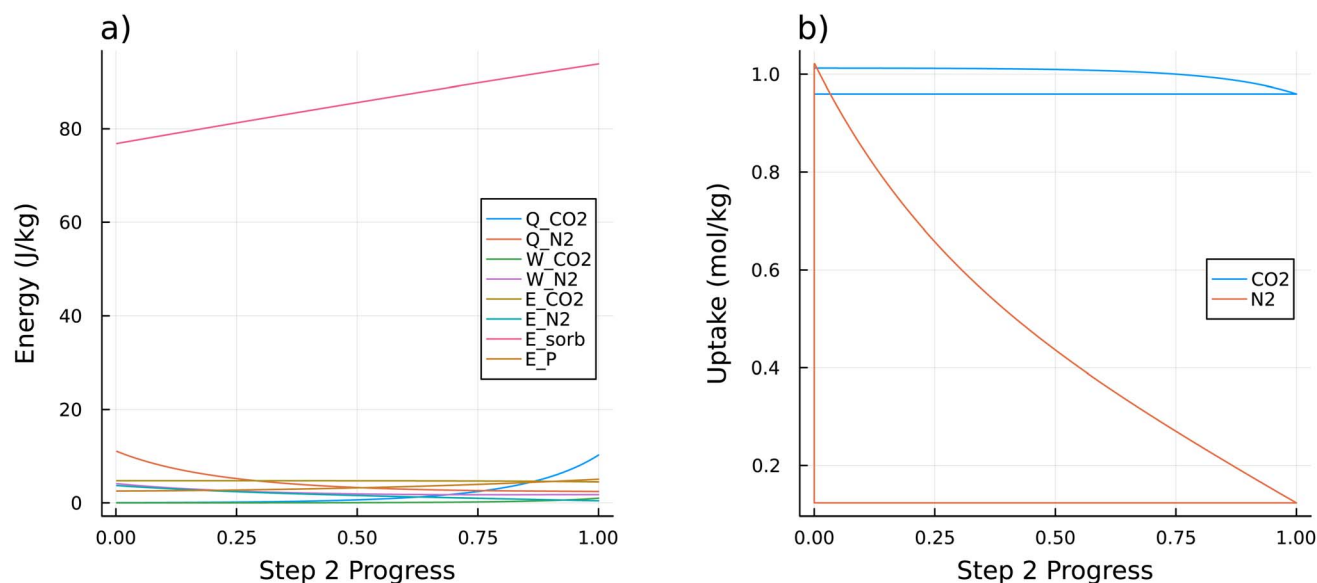 a)
Energy (J/kg)
80
60
40
20
0
0.00 0.25 0.50 0.75 1.00
Step 2 Progress
Q_CO2
Q_N2
W_CO2
W_N2
E_CO2
E_N2
E_sorb
E_P
b)
Uptake (mol/kg)
1.0
0.8
0.6
0.4
0.2
0.00 0.25 0.50 0.75 1.00
Step 2 Progress
CO2
N2